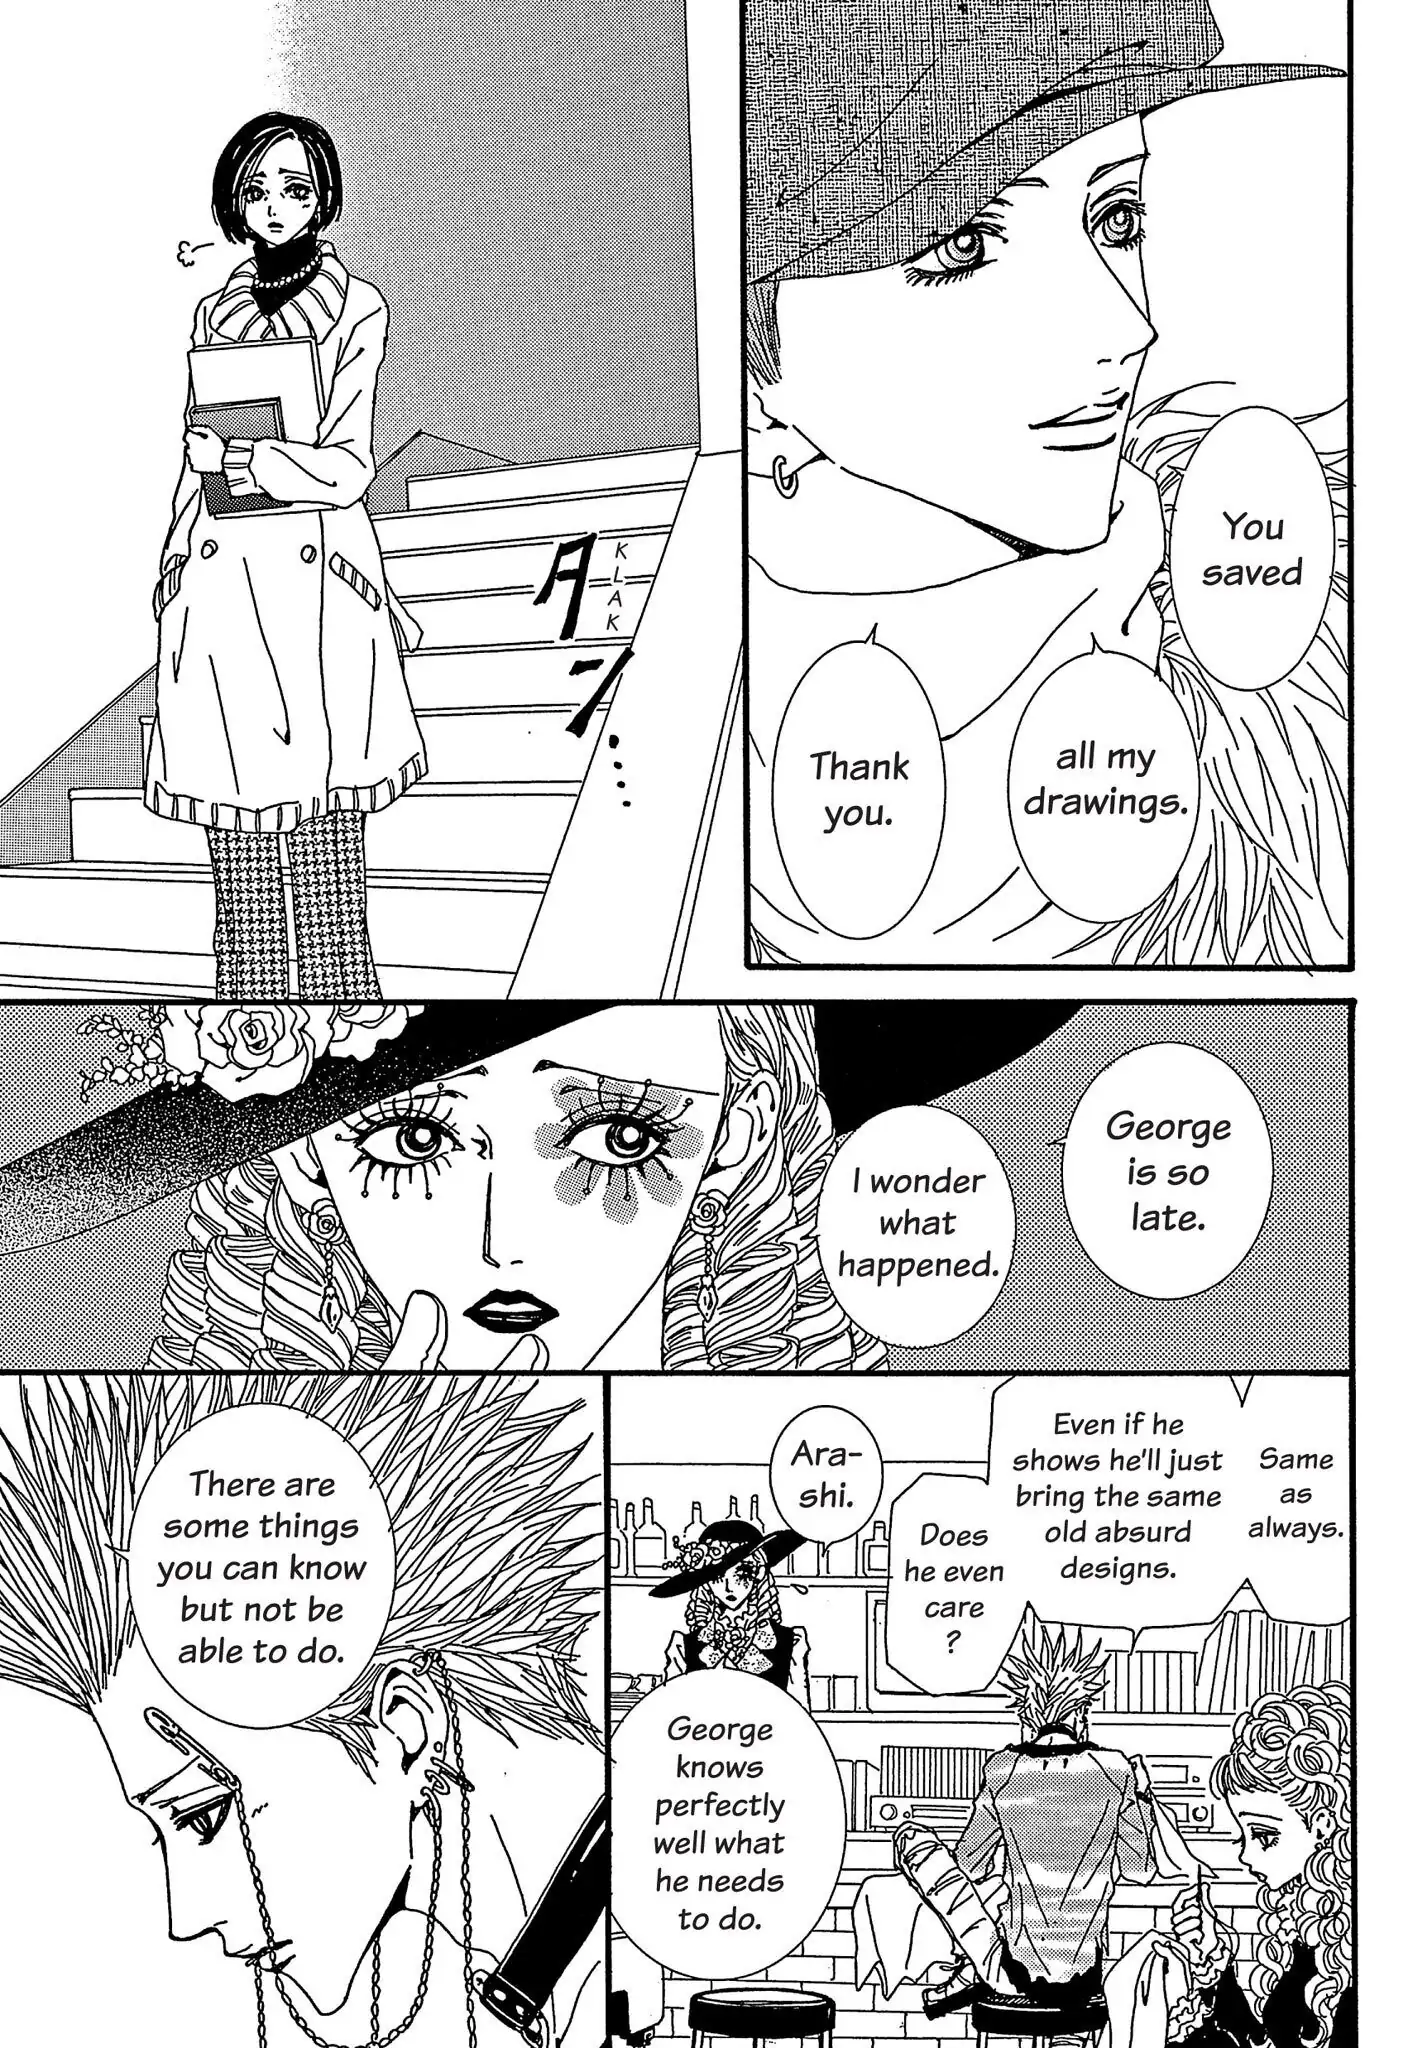 You
saved
all my
drawings.
Thank
you.
タン
KLAK
George
is so
late.
I wonder
what
happened.
Same
as
always.
Even if he
shows he'll just
bring the same
old absurd
designs.
Does
he even
care
?
Ara-
shi.
George
knows
perfectly
well what
he needs
to do.
There are
some things
you can know
but not be
able to do.